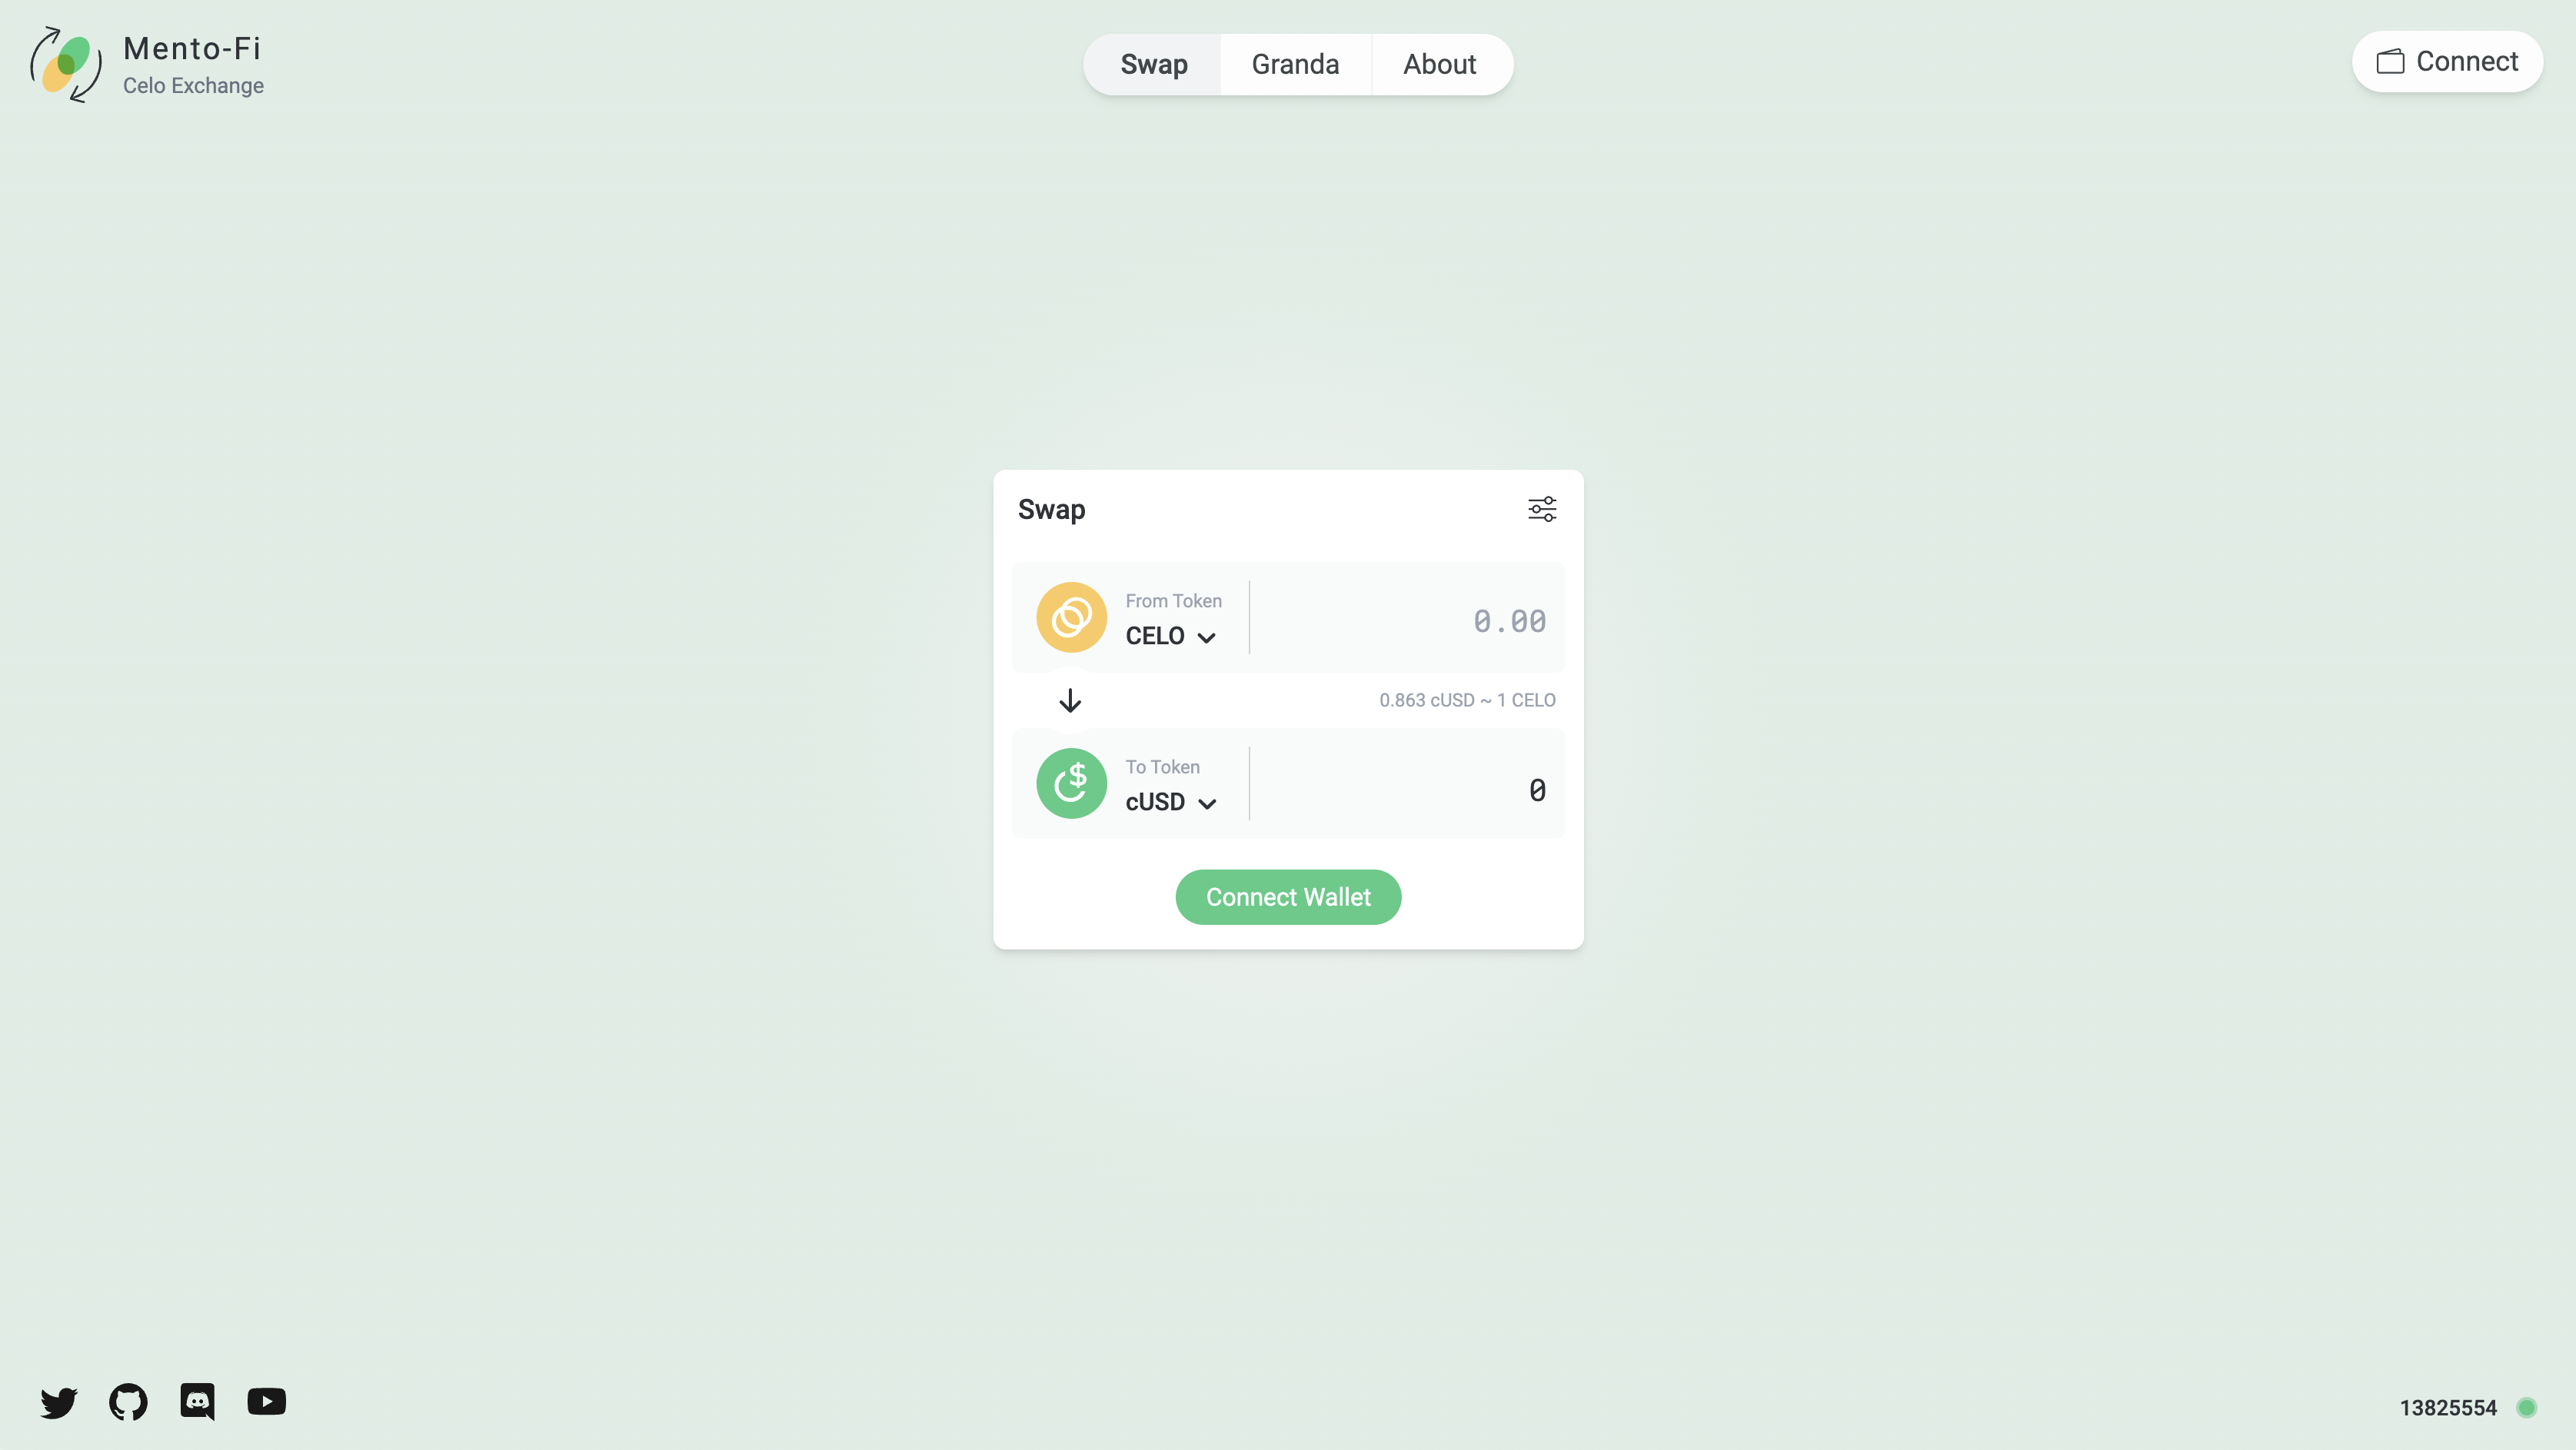 Mento-Fi
Celo Exchange
Swap
Granda
About
Connect
Swap
From Token
CELO
0.00
0.863 cUSD ~ 1 CELO
To Token
cUSD
0
Connect Wallet
13825554